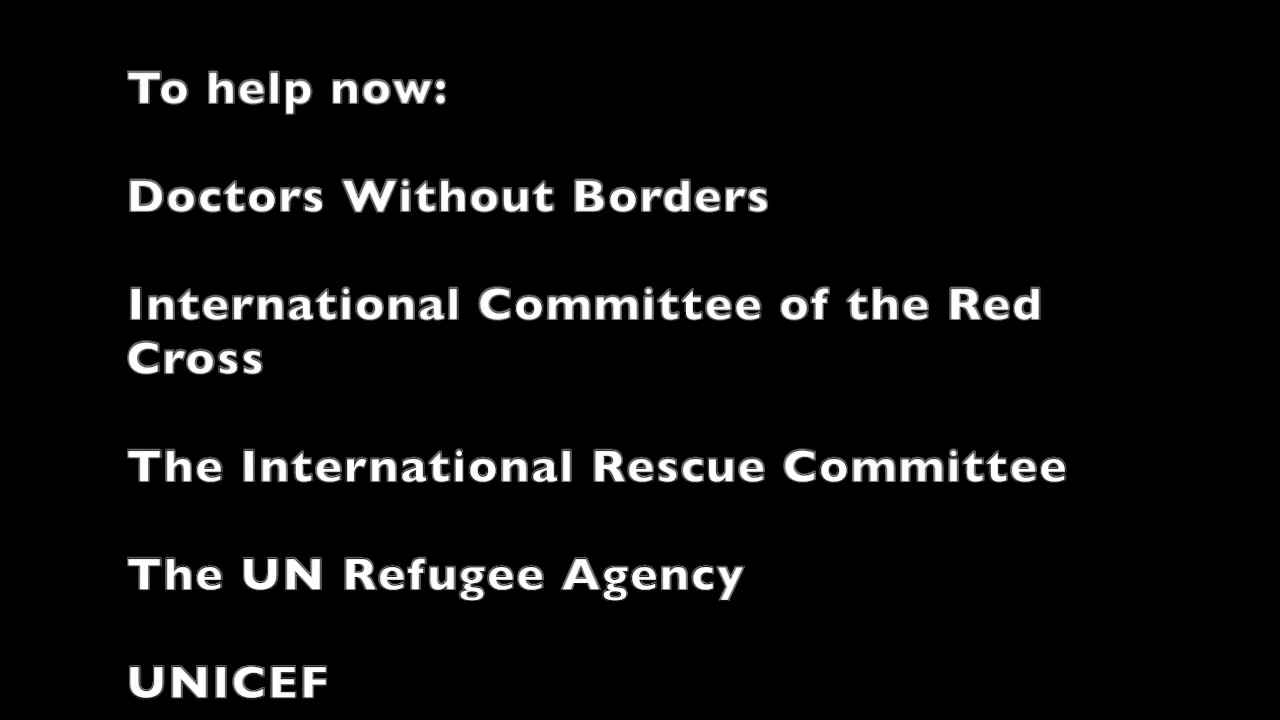 To help now:
Doctors Without Borders
International Committee of the Red
Cross
The International Rescue Committee
The UN Refugee Agency
UNICEF